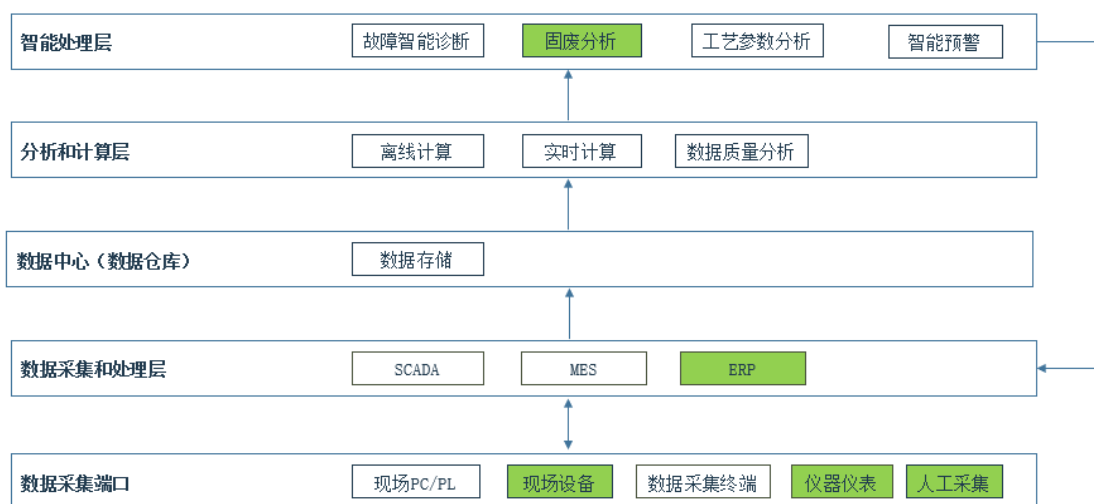 智能处理层 故障智能诊断 固废分析 工艺参数分析 智能预警
分析和计算层 离线计算 实时计算 数据质量分析
数据中心（数据仓库） 数据存储
数据采集和处理层 SCADA MES ERP
数据采集端口 现场PC/PL 现场设备 数据采集终端 仪器仪表 人工采集